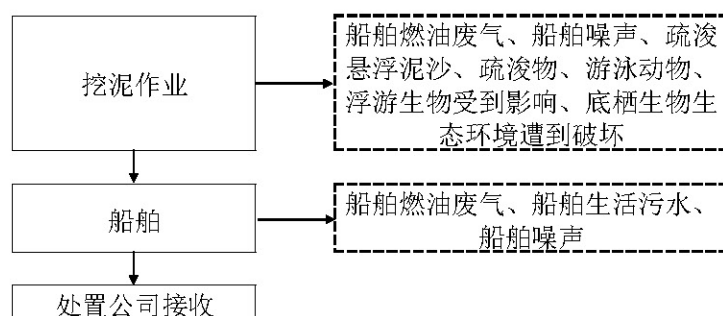 挖泥作业
船舶燃油废气、船舶噪声、疏浚
悬浮泥沙、疏浚物、游泳动物、
浮游生物受到影响、底栖生物生
态环境遭到破坏
船舶
船舶燃油废气、船舶生活污水、
船舶噪声
处置公司接收